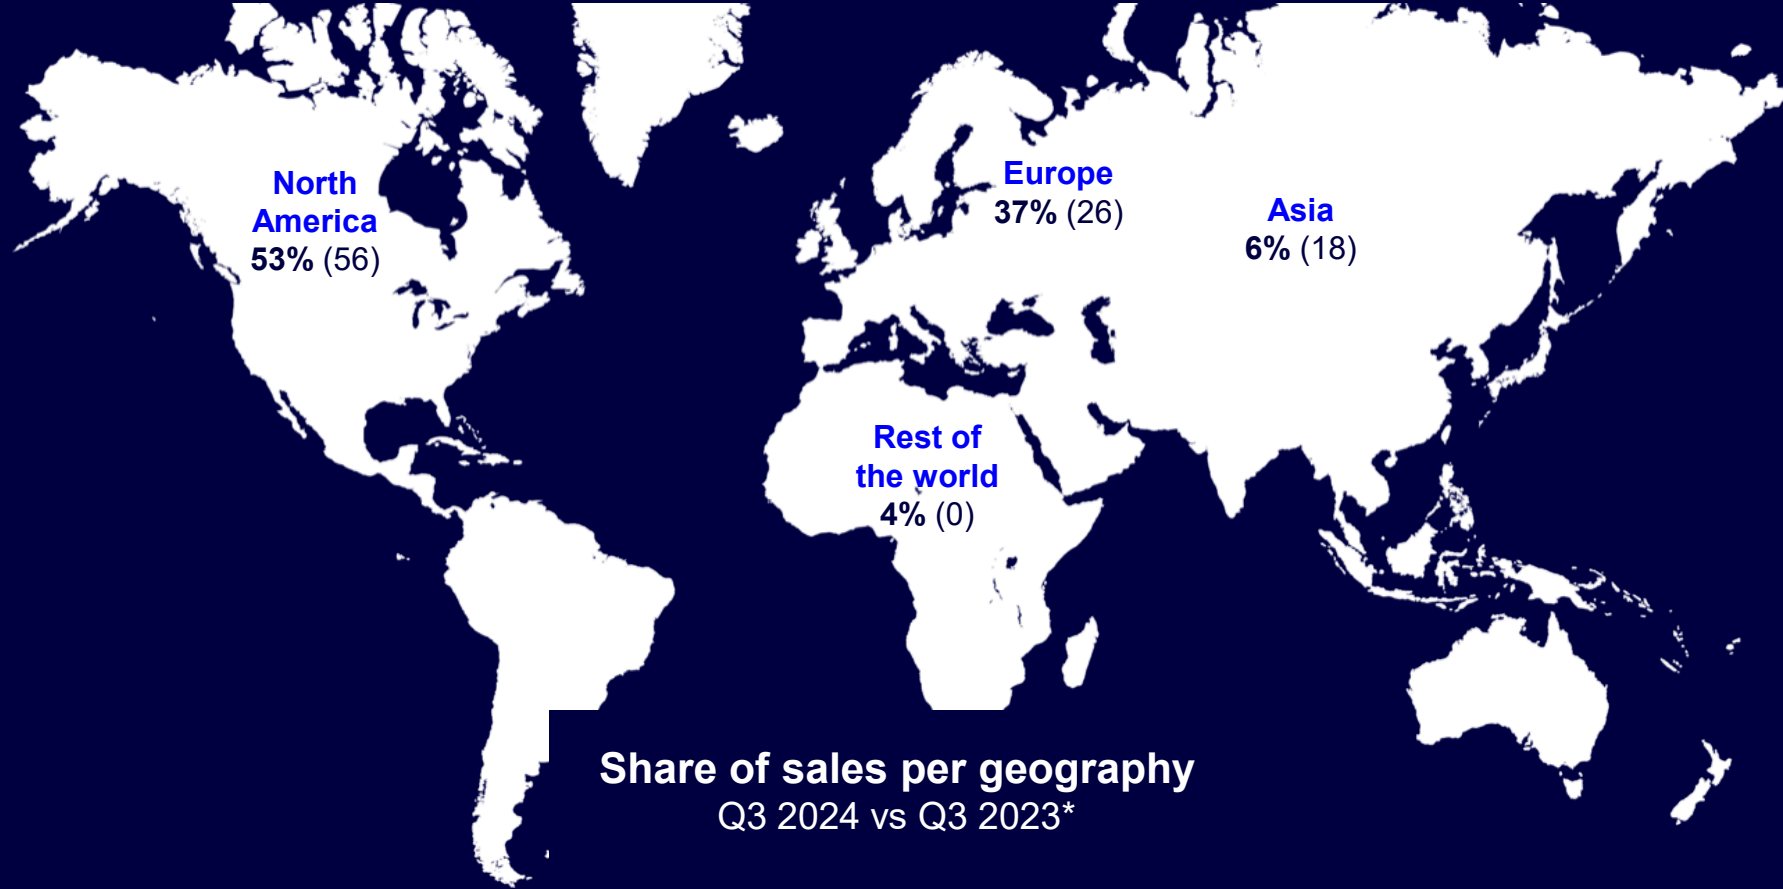 North
America
53% (56)
Europe
37% (26)
Asia
6% (18)
Rest of
the world
4% (0)
Share of sales per geography
Q3 2024 vs Q3 2023*